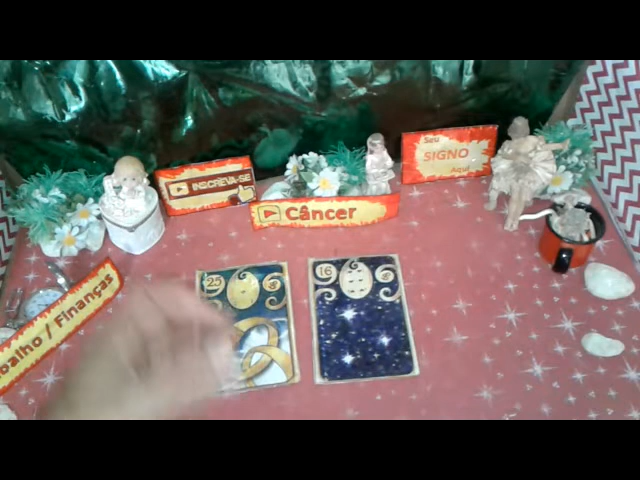 Seu
SIGNO
Aqui
INSCREVA-SE
Câncer
balho / Finanças
25
16